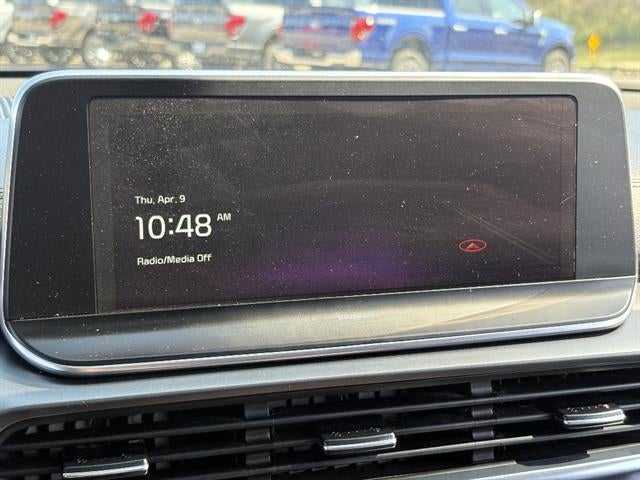 Thu, Apr. 9
10:48 AM
Radio/Media Off